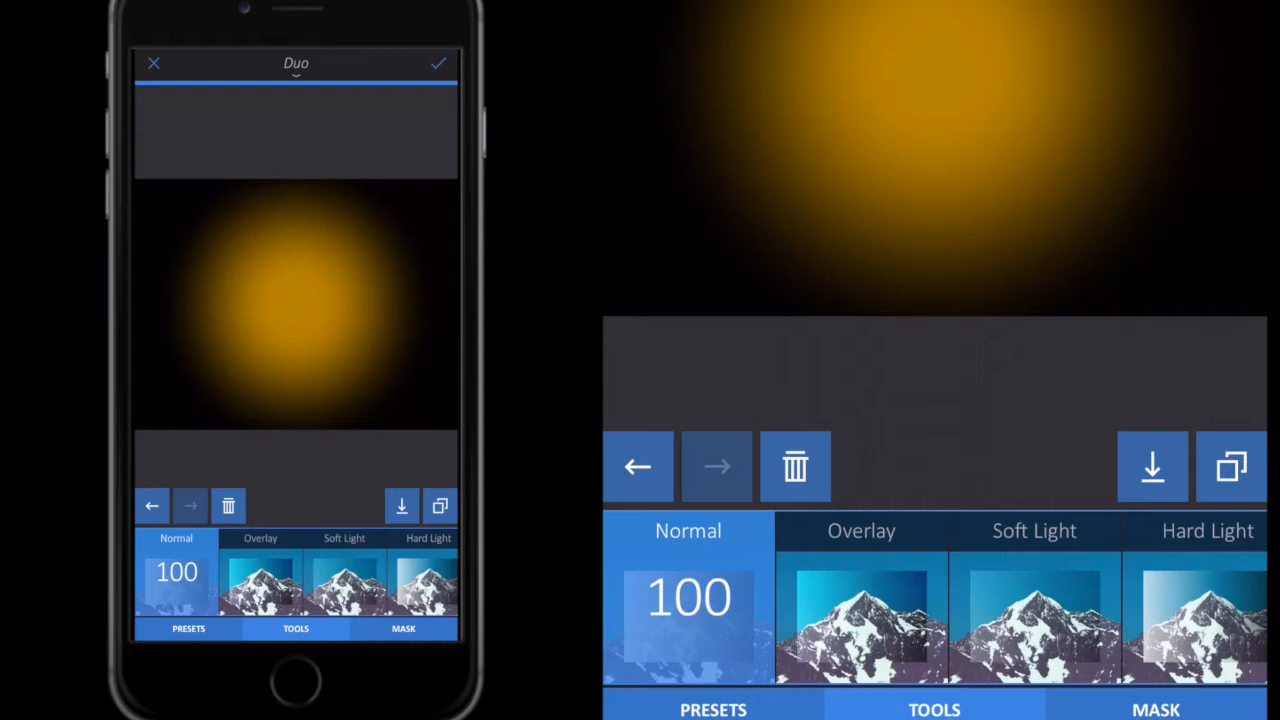 Duo
Normal Overlay Soft Light Hard Light
100
PRESETS TOOLS MASK
Normal Overlay Soft Light Hard Light
100
PRESETS TOOLS MASK